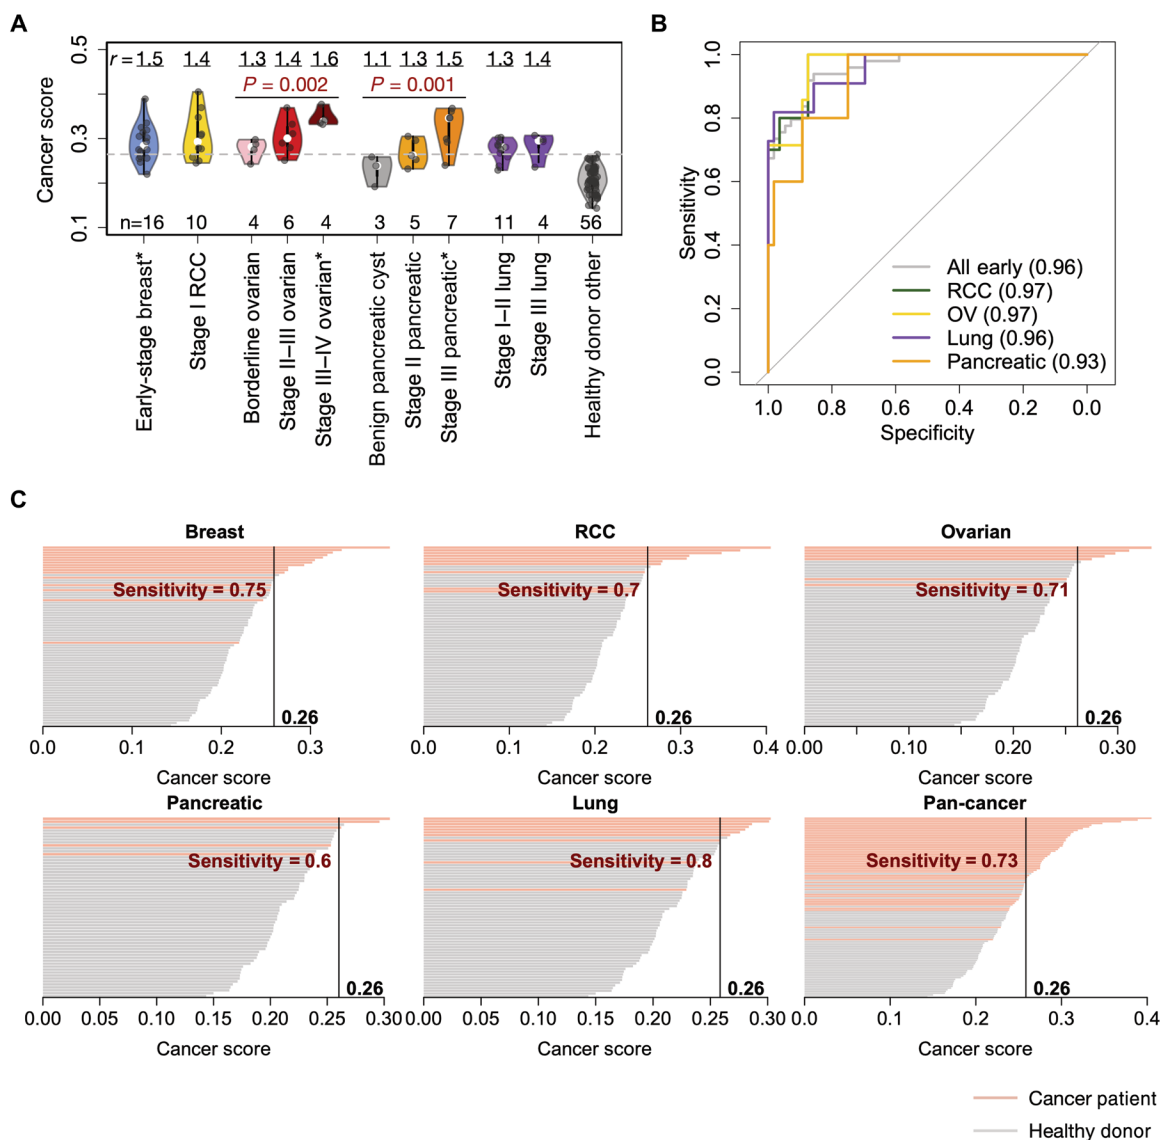 A
0.5
0.3
0.1
Cancer score
r = 1.5 1.4 1.3 1.4 1.6 1.1 1.3 1.5 1.3 1.4
P = 0.002 P = 0.001
n=16 10 4 6 4 3 5 7 11 4 56
Early-stage breast*
Stage I RCC
Borderline ovarian
Stage II–III ovarian
Stage III–IV ovarian*
Benign pancreatic cyst
Stage II pancreatic
Stage III pancreatic*
Stage I–II lung
Stage III lung
Healthy donor other
B
1.0
0.8
0.6
0.4
0.2
0.0
Sensitivity
All early (0.96)
RCC (0.97)
OV (0.97)
Lung (0.96)
Pancreatic (0.93)
1.0 0.8 0.6 0.4 0.2 0.0
Specificity
C
Breast
Sensitivity = 0.75
0.26
0.0 0.1 0.2 0.3
Cancer score
RCC
Sensitivity = 0.7
0.26
0.0 0.1 0.2 0.3 0.4
Cancer score
Ovarian
Sensitivity = 0.71
0.26
0.00 0.10 0.20 0.30
Cancer score
Pancreatic
Sensitivity = 0.6
0.26
0.00 0.05 0.10 0.15 0.20 0.25 0.30
Cancer score
Lung
Sensitivity = 0.8
0.26
0.00 0.05 0.10 0.15 0.20 0.25 0.30
Cancer score
Pan-cancer
Sensitivity = 0.73
0.26
0.0 0.1 0.2 0.3 0.4
Cancer score
Cancer patient
Healthy donor